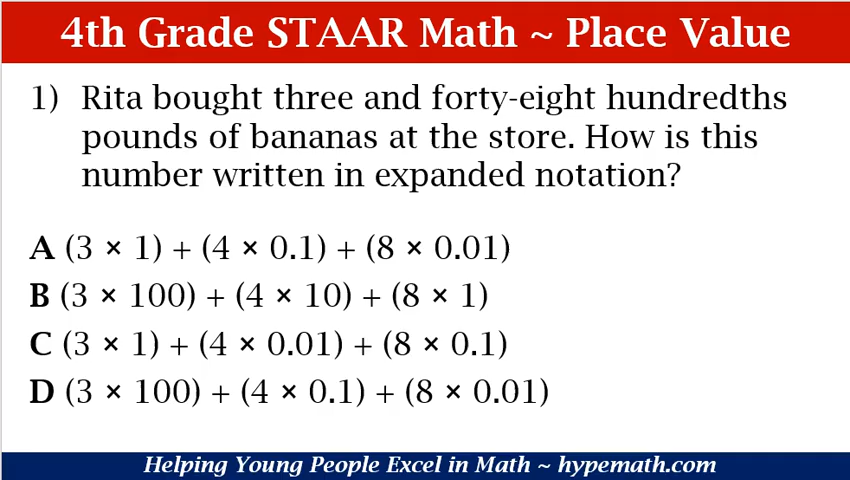 4th Grade STAAR Math ~ Place Value
1) Rita bought three and forty-eight hundredths
pounds of bananas at the store. How is this
number written in expanded notation?
A (3 × 1) + (4 × 0.1) + (8 × 0.01)
B (3 × 100) + (4 × 10) + (8 × 1)
C (3 × 1) + (4 × 0.01) + (8 × 0.1)
D (3 × 100) + (4 × 0.1) + (8 × 0.01)
Helping Young People Excel in Math ~ hypemath.com